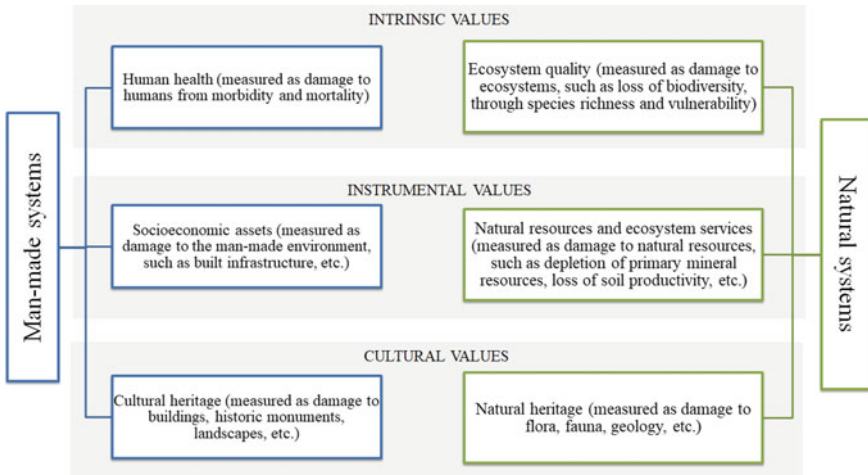 INTRINSIC VALUES
Human health (measured as damage to
humans from morbidity and mortality)
Ecosystem quality (measured as damage to
ecosystems, such as loss of biodiversity,
through species richness and vulnerability)
Man-made systems
Natural systems
INSTRUMENTAL VALUES
Socioeconomic assets (measured as
damage to the man-made environment,
such as built infrastructure, etc.)
Natural resources and ecosystem services
(measured as damage to natural resources,
such as depletion of primary mineral
resources, loss of soil productivity, etc.)
CULTURAL VALUES
Cultural heritage (measured as damage to
buildings, historic monuments,
landscapes, etc.)
Natural heritage (measured as damage to
flora, fauna, geology, etc.)